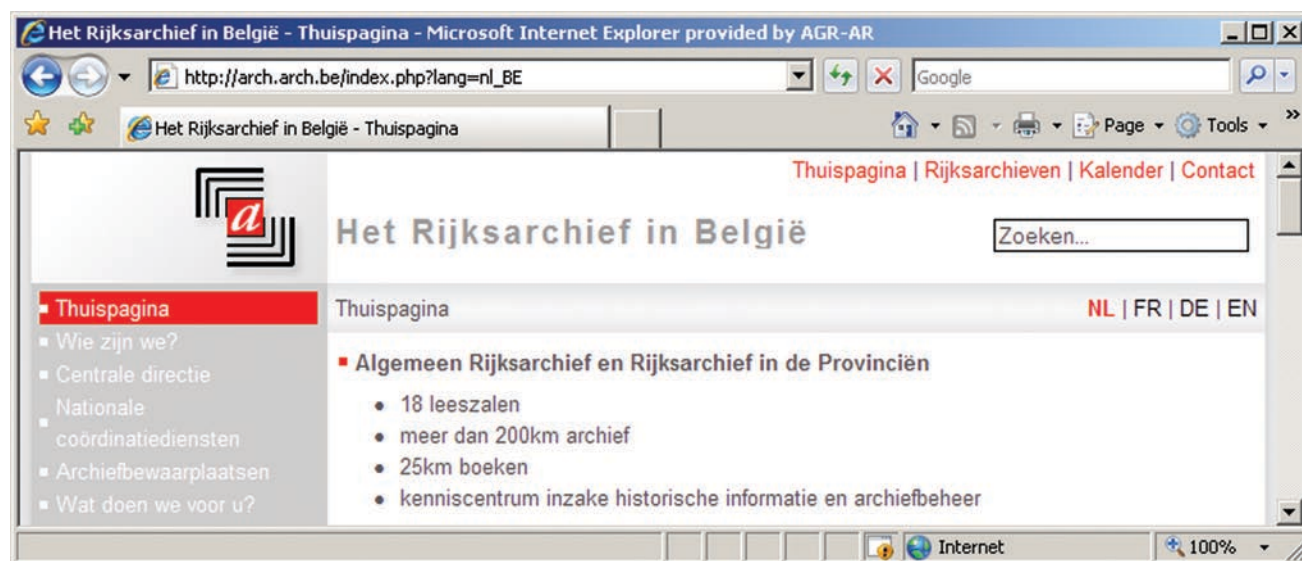 Het Rijksarchief in België - Thuispagina - Microsoft Internet Explorer provided by AGR-AR
http://arch.arch.be/index.php?lang=nl_BE
Google
Het Rijksarchief in België - Thuispagina
Page
Tools
»
Thuispagina | Rijksarchieven | Kalender | Contact
a
Het Rijksarchief in België
Zoeken...
Thuispagina
Wie zijn we?
Centrale directie
Nationale
coördinatiediensten
Archiefbewaarplaatsen
Wat doen we voor u?
Thuispagina
NL | FR | DE | EN
Algemeen Rijksarchief en Rijksarchief in de Provinciën
• 18 leeszalen
• meer dan 200km archief
• 25km boeken
• kenniscentrum inzake historische informatie en archiefbeheer
Internet
100%